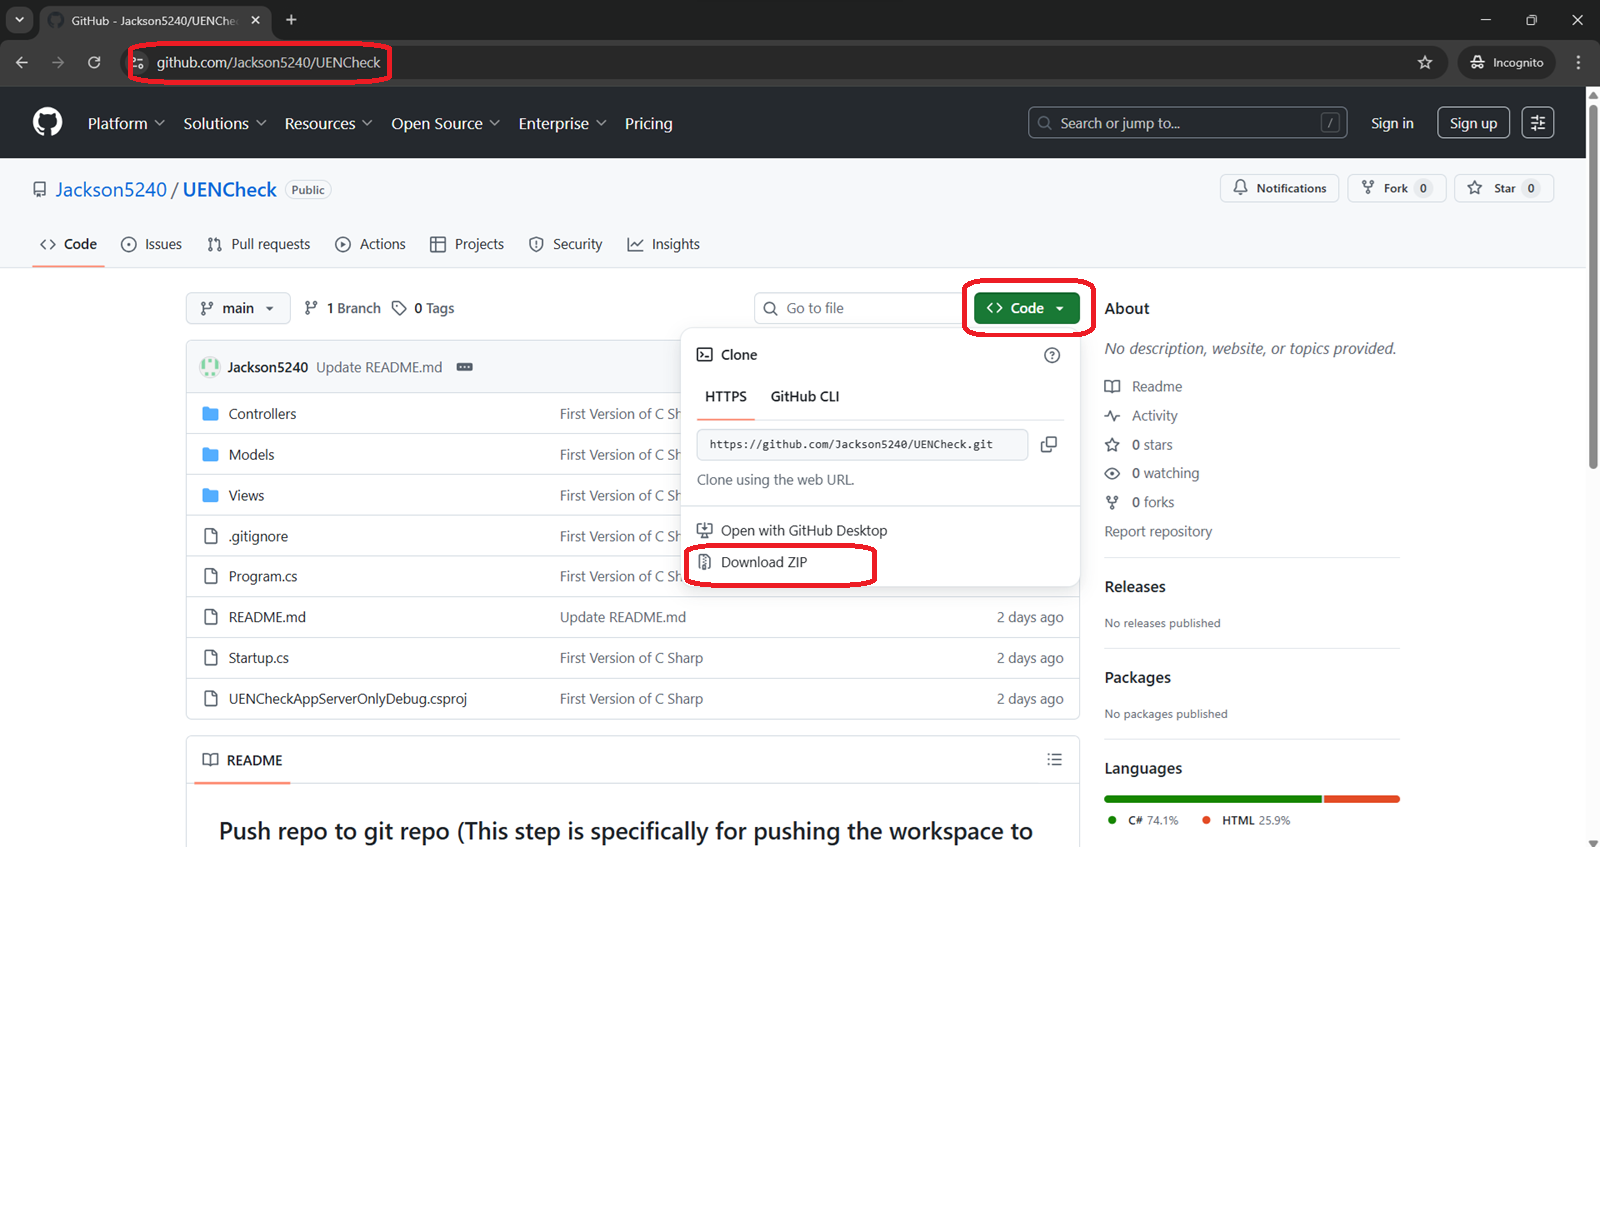 GitHub - Jackson5240/UENChec
github.com/Jackson5240/UENCheck
Incognito
Platform Solutions Resources Open Source Enterprise Pricing
Search or jump to... /
Sign in Sign up
Jackson5240 / UENCheck Public
Notifications Fork 0 Star 0
Code Issues Pull requests Actions Projects Security Insights
main 1 Branch 0 Tags
Go to file
Code
Jackson5240 Update README.md
Controllers First Version of C Sh
Models First Version of C Sh
Views First Version of C Sh
.gitignore First Version of C Sh
Program.cs First Version of C Sh
README.md Update README.md 2 days ago
Startup.cs First Version of C Sharp 2 days ago
UENCheckAppServerOnlyDebug.csproj First Version of C Sharp 2 days ago
Clone
HTTPS GitHub CLI
https://github.com/Jackson5240/UENCheck.git
Clone using the web URL.
Open with GitHub Desktop
Download ZIP
README
Push repo to git repo (This step is specifically for pushing the workspace to
About
No description, website, or topics provided.
Readme
Activity
0 stars
0 watching
0 forks
Report repository
Releases
No releases published
Packages
No packages published
Languages
C# 74.1% HTML 25.9%